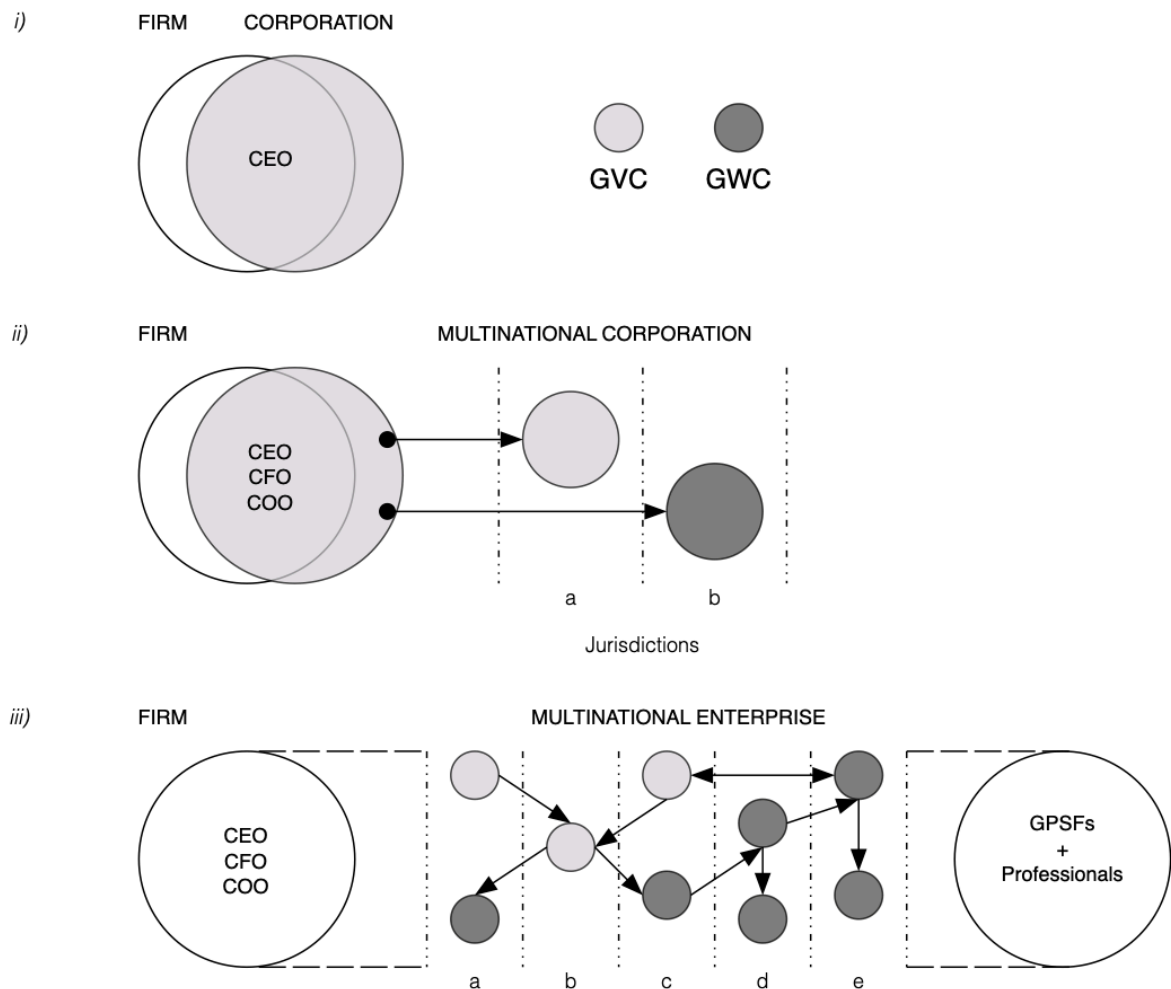 i)
FIRM
CORPORATION
CEO
GVC
GWC
ii)
FIRM
MULTINATIONAL CORPORATION
CEO
CFO
COO
a
b
Jurisdictions
iii)
FIRM
MULTINATIONAL ENTERPRISE
CEO
CFO
COO
GPSFs
+
Professionals
a
b
c
d
e